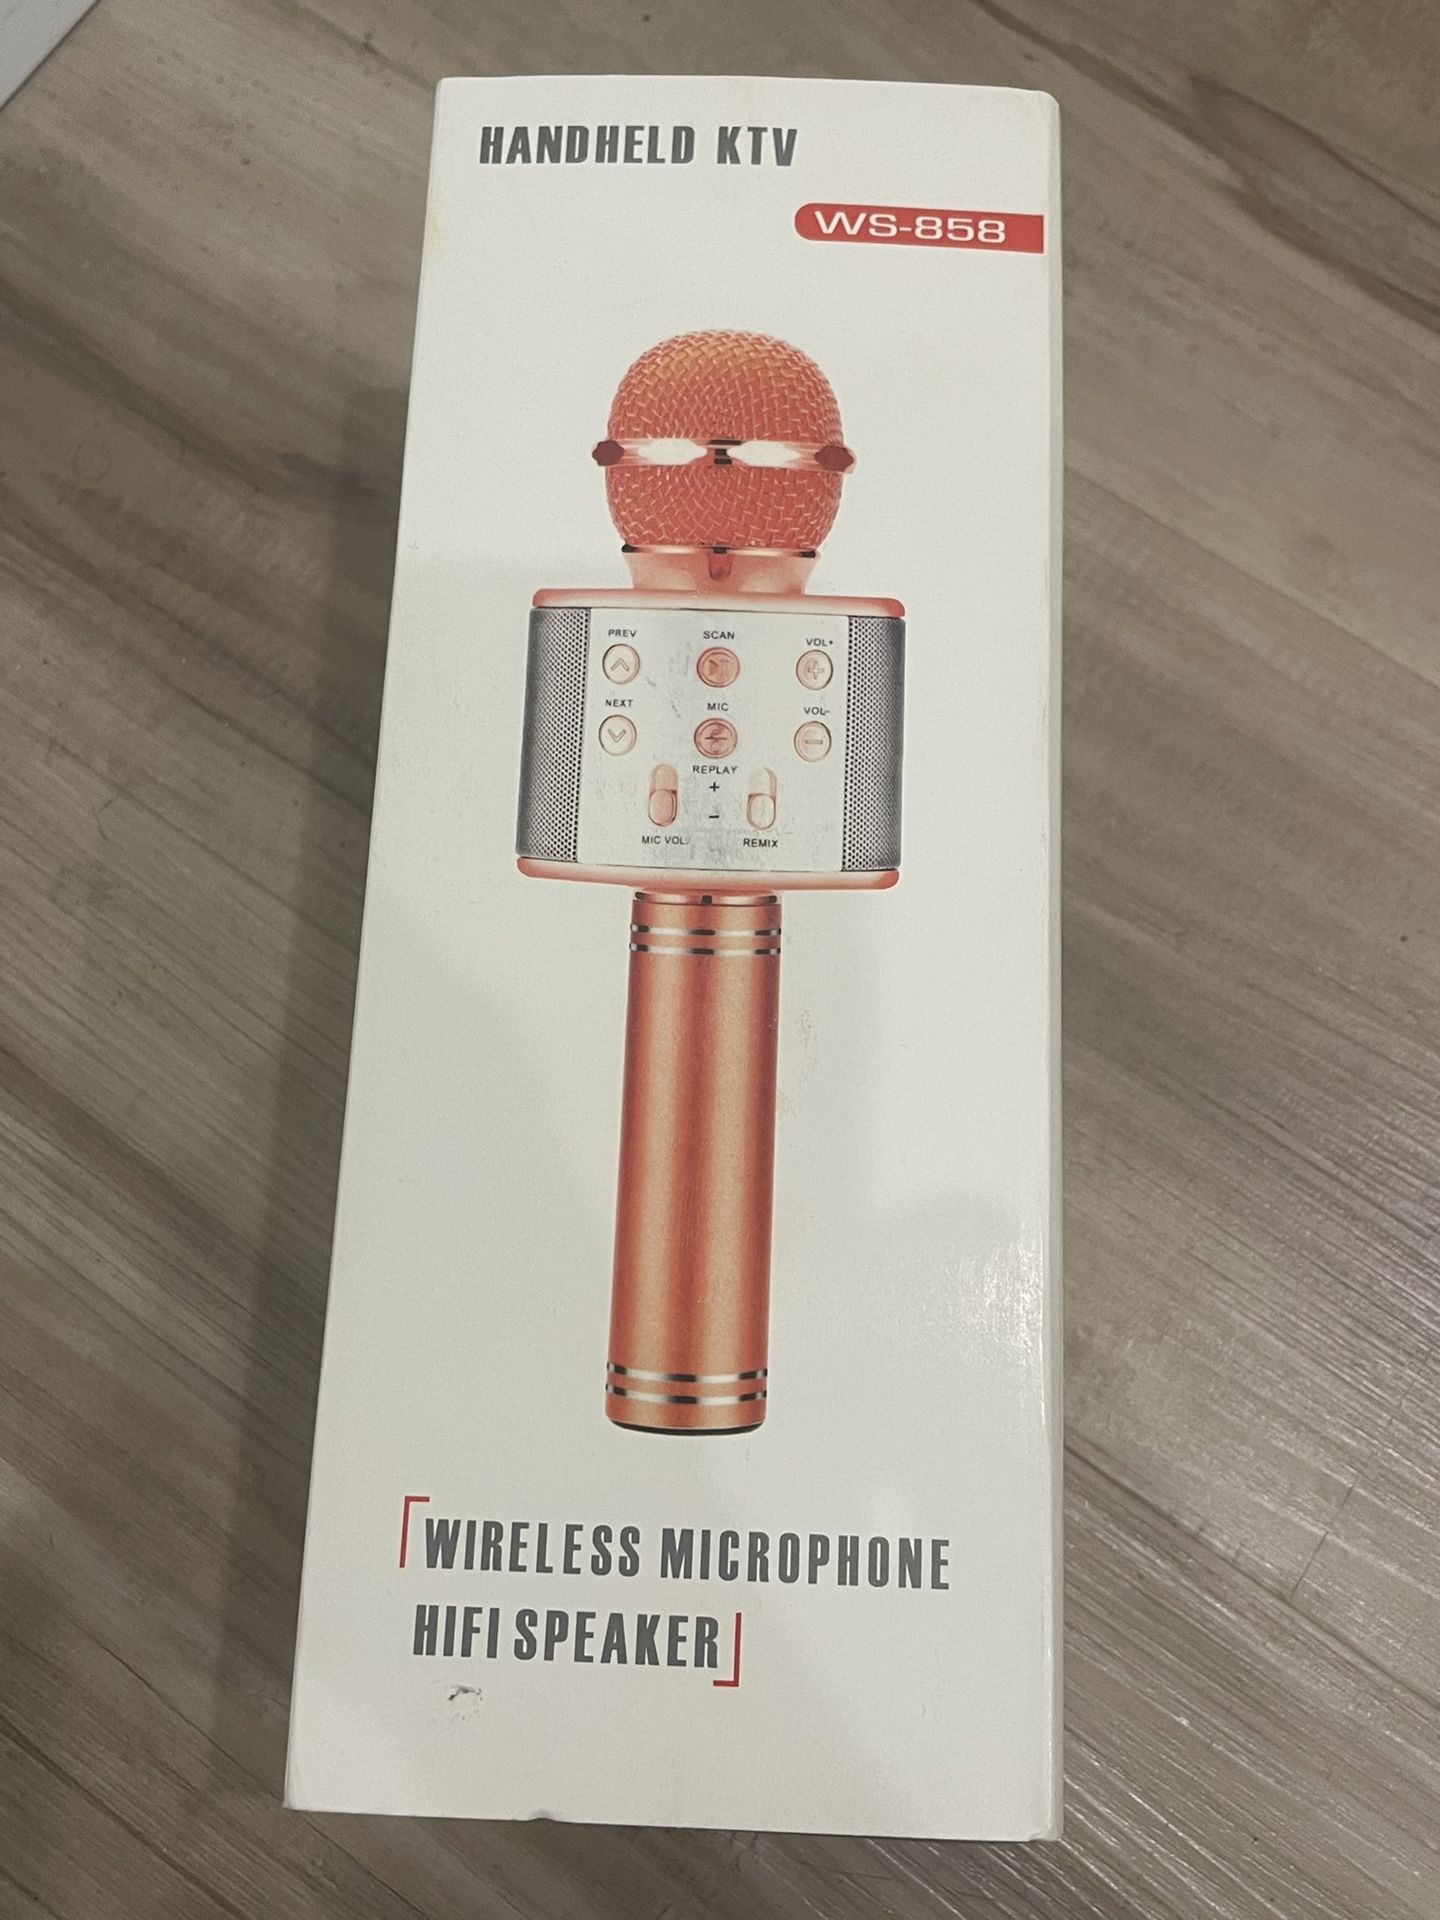 HANDHELD KTV
WS-858
PREV SCAN VOL+
NEXT MIC VOL-
REPLAY
+
-
MIC VOL REMIX
WIRELESS MICROPHONE
HIFI SPEAKER